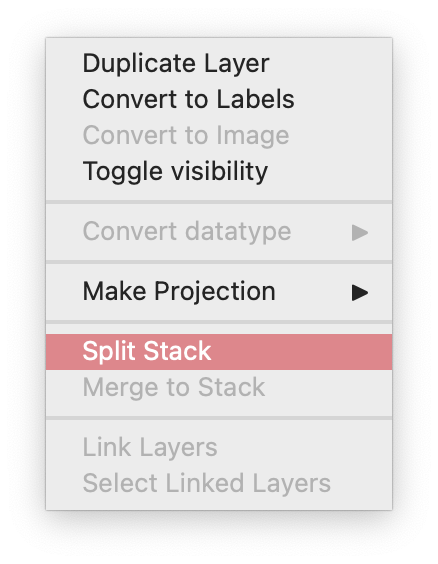 Duplicate Layer
Convert to Labels
Convert to Image
Toggle visibility
Convert datatype
Make Projection
Split Stack
Merge to Stack
Link Layers
Select Linked Layers